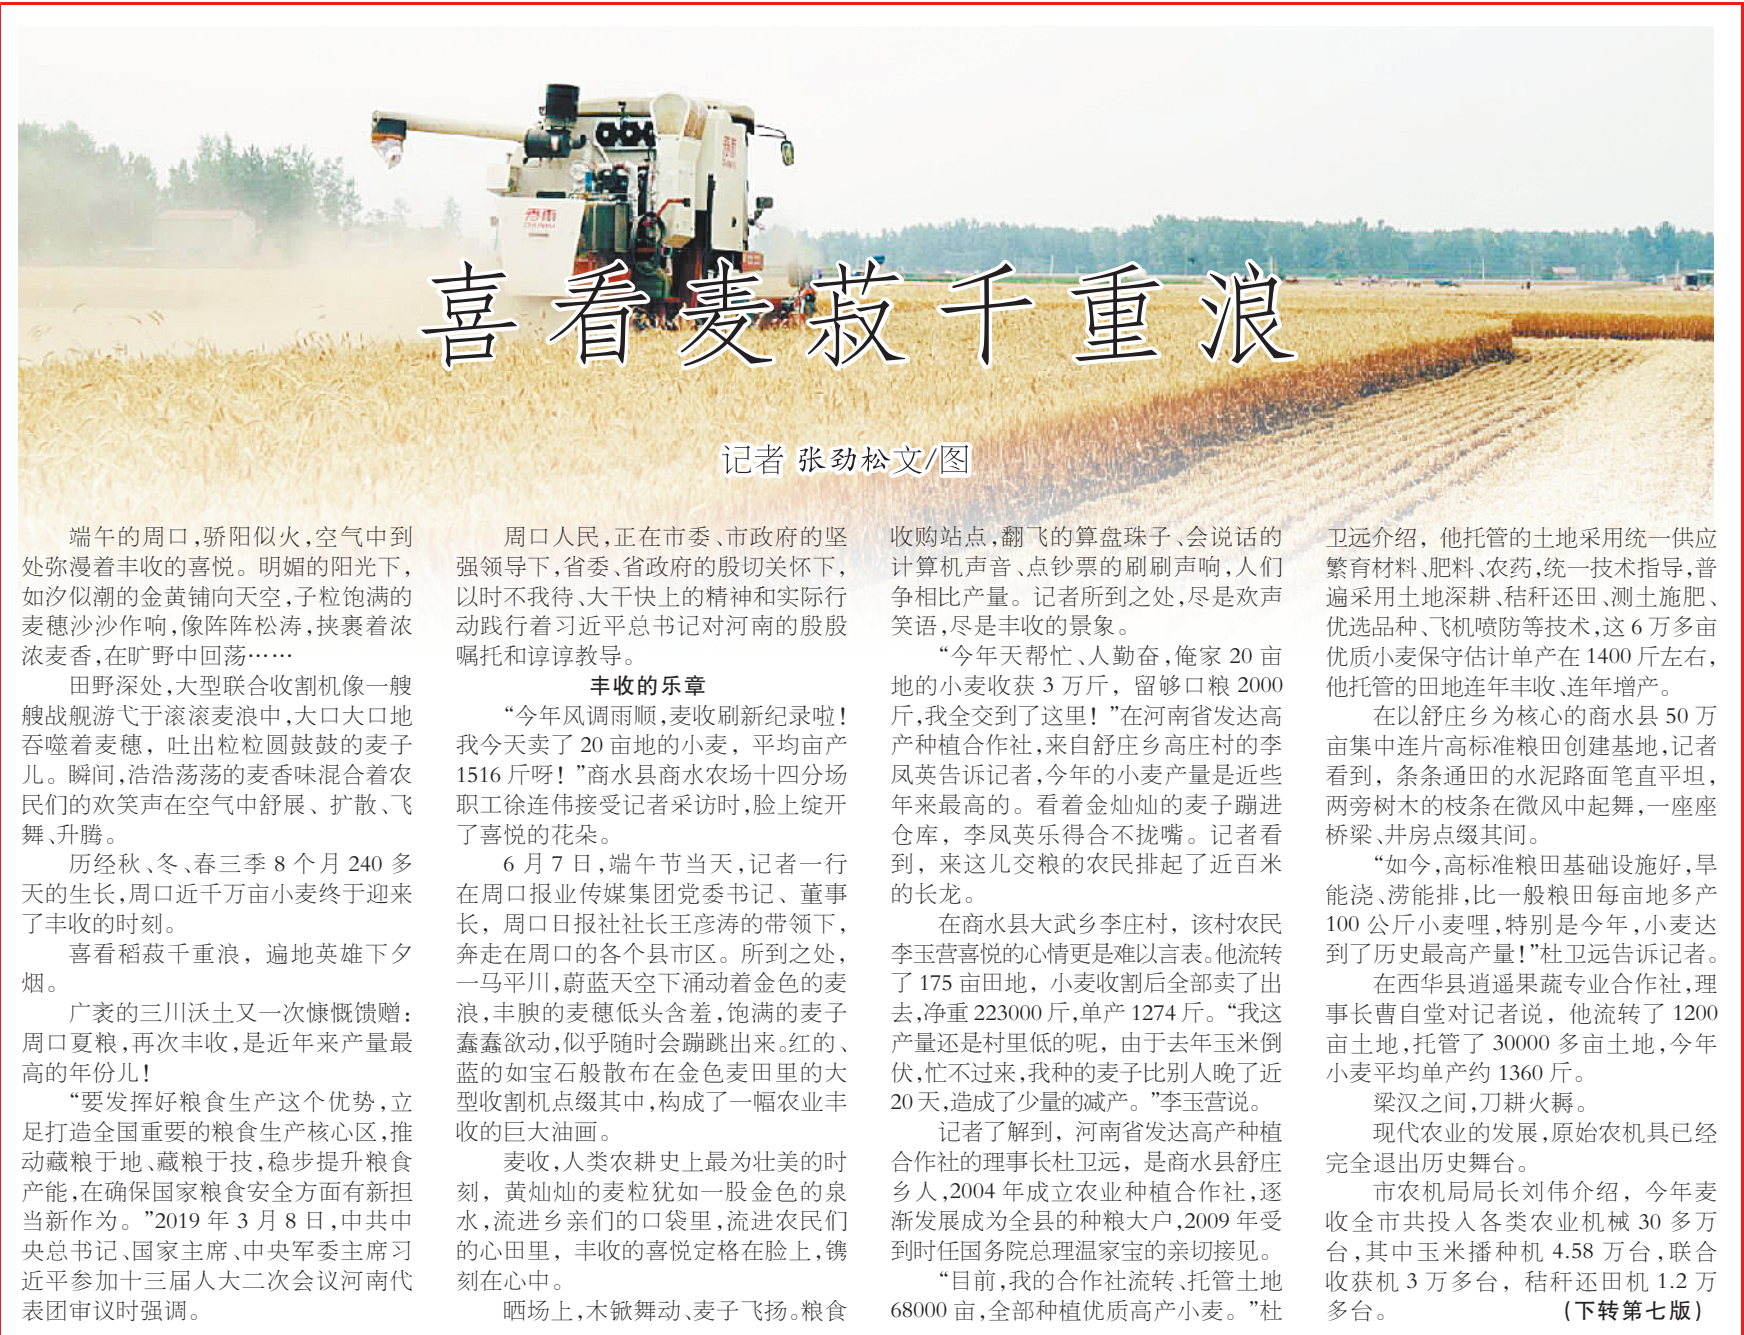 春雨
春雨
喜看麦菽千重浪
记者 张劲松文/图
端午的周口,骄阳似火,空气中到
处弥漫着丰收的喜悦。明媚的阳光下,
如汐似潮的金黄铺向天空,子粒饱满的
麦穗沙沙作响,像阵阵松涛,挟裹着浓
浓麦香,在旷野中回荡……
田野深处,大型联合收割机像一艘
艘战舰游弋于滚滚麦浪中,大口大口地
吞噬着麦穗,吐出粒粒圆鼓鼓的麦子
儿。瞬间,浩浩荡荡的麦香味混合着农
民们的欢笑声在空气中舒展、扩散、飞
舞、升腾。
历经秋、冬、春三季 8 个月 240 多
天的生长,周口近千万亩小麦终于迎来
了丰收的时刻。
喜看稻菽千重浪,遍地英雄下夕
烟。
广袤的三川沃土又一次慷慨馈赠:
周口夏粮,再次丰收,是近年来产量最
高的年份儿!
“要发挥好粮食生产这个优势,立
足打造全国重要的粮食生产核心区,推
动藏粮于地、藏粮于技,稳步提升粮食
产能,在确保国家粮食安全方面有新担
当新作为。”2019 年 3 月 8 日,中共中
央总书记、国家主席、中央军委主席习
近平参加十三届人大二次会议河南代
表团审议时强调。
周口人民,正在市委、市政府的坚
强领导下,省委、省政府的殷切关怀下,
以时不我待、大干快上的精神和实际行
动践行着习近平总书记对河南的殷殷
嘱托和谆谆教导。
丰收的乐章
“今年风调雨顺,麦收刷新纪录啦!
我今天卖了 20 亩地的小麦,平均亩产
1516 斤呀!”商水县商水农场十四分场
职工徐连伟接受记者采访时,脸上绽开
了喜悦的花朵。
6 月 7 日,端午节当天,记者一行
在周口报业传媒集团党委书记、董事
长,周口日报社社长王彦涛的带领下,
奔走在周口的各个县市区。所到之处,
一马平川,蔚蓝天空下涌动着金色的麦
浪,丰腴的麦穗低头含羞,饱满的麦子
蠢蠢欲动,似乎随时会蹦跳出来。红的、
蓝的如宝石般散布在金色麦田里的大
型收割机点缀其中,构成了一幅农业丰
收的巨大油画。
麦收,人类农耕史上最为壮美的时
刻,黄灿灿的麦粒犹如一股金色的泉
水,流进乡亲们的口袋里,流进农民们
的心田里,丰收的喜悦定格在脸上,镌
刻在心中。
晒场上,木锨舞动、麦子飞扬。粮食
收购站点,翻飞的算盘珠子、会说话的
计算机声音、点钞票的刷刷声响,人们
争相比产量。记者所到之处,尽是欢声
笑语,尽是丰收的景象。
“今年天帮忙、人勤奋,俺家 20 亩
地的小麦收获 3 万斤,留够口粮 2000
斤,我全交到了这里!”在河南省发达高
产种植合作社,来自舒庄乡高庄村的李
凤英告诉记者,今年的小麦产量是近些
年来最高的。看着金灿灿的麦子蹦进
仓库,李凤英乐得合不拢嘴。记者看
到,来这儿交粮的农民排起了近百米
的长龙。
在商水县大武乡李庄村,该村农民
李玉营喜悦的心情更是难以言表。他流转
了 175 亩田地,小麦收割后全部卖了出
去,净重 223000 斤,单产 1274 斤。“我这
产量还是村里低的呢,由于去年玉米倒
伏,忙不过来,我种的麦子比别人晚了近
20 天,造成了少量的减产。”李玉营说。
记者了解到,河南省发达高产种植
合作社的理事长杜卫远,是商水县舒庄
乡人,2004 年成立农业种植合作社,逐
渐发展成为全县的种粮大户,2009 年受
到时任国务院总理温家宝的亲切接见。
“目前,我的合作社流转、托管土地
68000 亩,全部种植优质高产小麦。”杜
卫远介绍,他托管的土地采用统一供应
繁育材料、肥料、农药,统一技术指导,普
遍采用土地深耕、秸秆还田、测土施肥、
优选品种、飞机喷防等技术,这 6 万多亩
优质小麦保守估计单产在 1400 斤左右,
他托管的田地连年丰收、连年增产。
在以舒庄乡为核心的商水县 50 万
亩集中连片高标准粮田创建基地,记者
看到,条条通田的水泥路面笔直平坦,
两旁树木的枝条在微风中起舞,一座座
桥梁、井房点缀其间。
“如今,高标准粮田基础设施好,旱
能浇、涝能排,比一般粮田每亩地多产
100 公斤小麦哩,特别是今年,小麦达
到了历史最高产量!”杜卫远告诉记者。
在西华县逍遥果蔬专业合作社,理
事长曹自堂对记者说,他流转了 1200
亩土地,托管了 30000 多亩土地,今年
小麦平均单产约 1360 斤。
梁汉之间,刀耕火耨。
现代农业的发展,原始农机具已经
完全退出历史舞台。
市农机局局长刘伟介绍,今年麦
收全市共投入各类农业机械 30 多万
台,其中玉米播种机 4.58 万台,联合
收获机 3 万多台,秸秆还田机 1.2 万
多台。 (下转第七版)